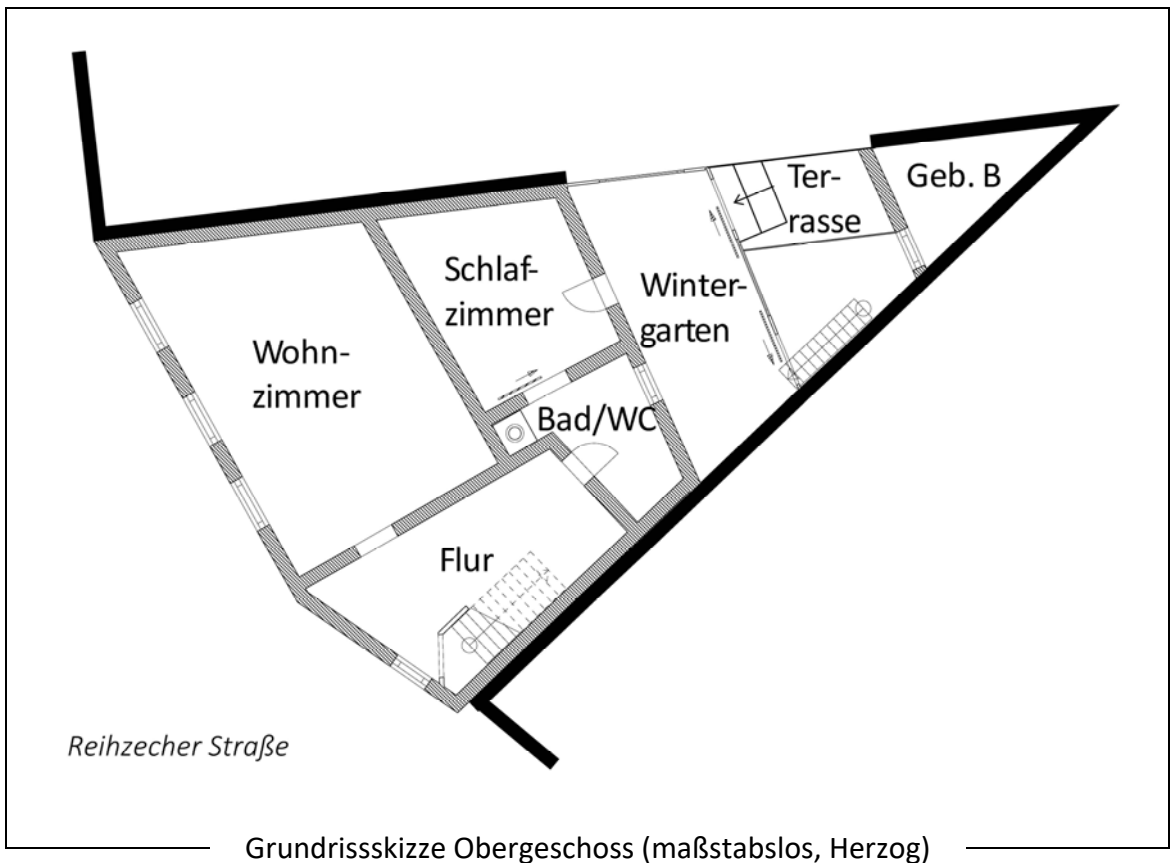 Ter-
rasse
Geb. B
Schlaf-
zimmer
Winter-
garten
Wohn-
zimmer
Bad/WC
Flur
Reihzecher Straße
Grundrissskizze Obergeschoss (maßstabslos, Herzog)